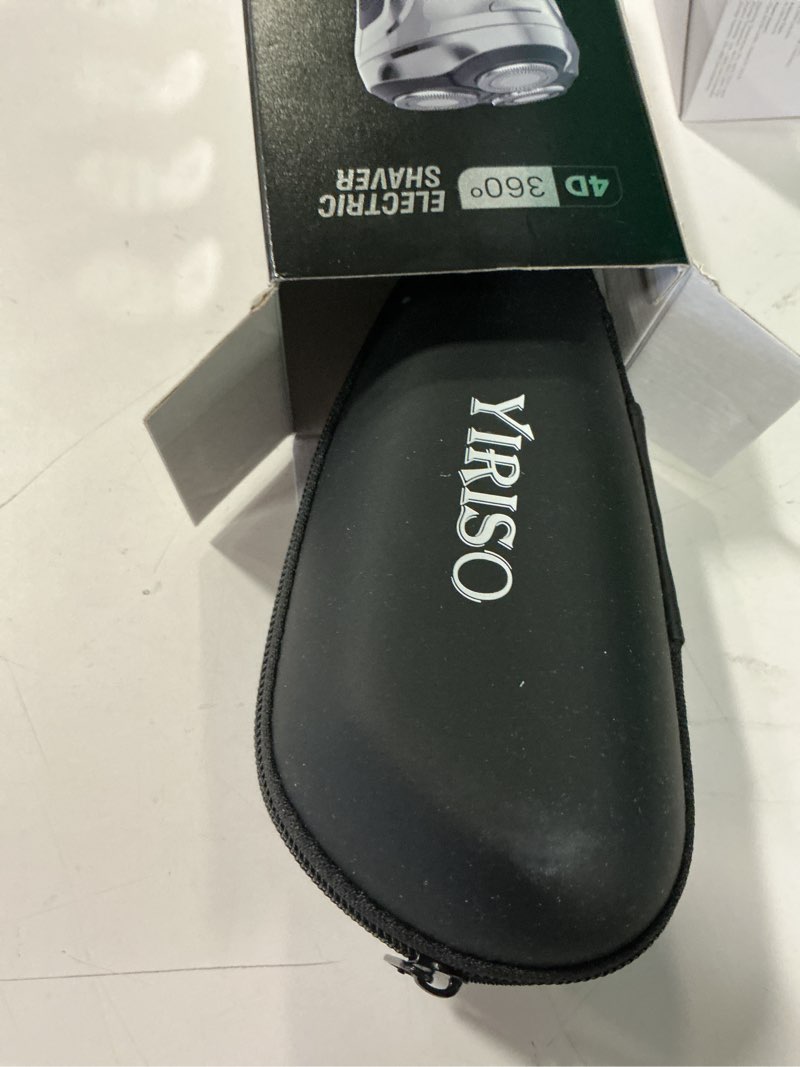 4D 360°
ELECTRIC
SHAVER
YIRISO